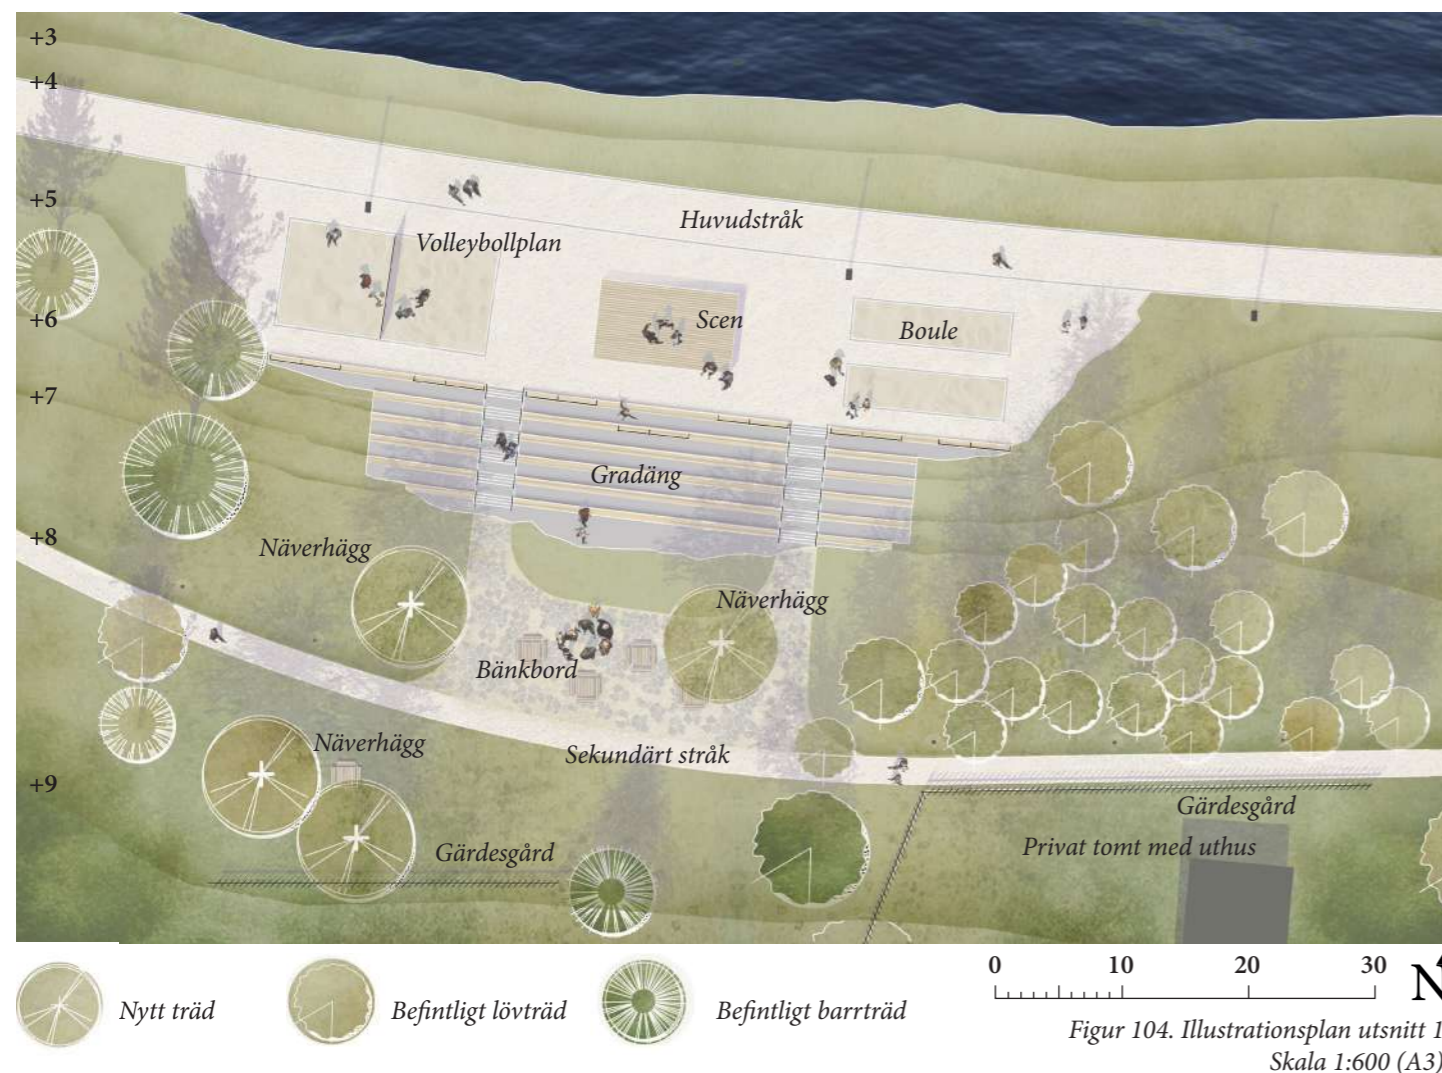 +3
+4
+5
Huvudstråk
Volleybollplan
+6
Scen
Boule
+7
Gradäng
+8
Näverhägg
Näverhägg
Bänkbord
Näverhägg
Sekundärt stråk
+9
Gärdesgård
Privat tomt med uthus
Gärdesgård
0 10 20 30
N
Nytt träd
Befintligt lövträd
Befintligt barrträd
Figur 104. Illustrationsplan utsnitt 1
Skala 1:600 (A3)